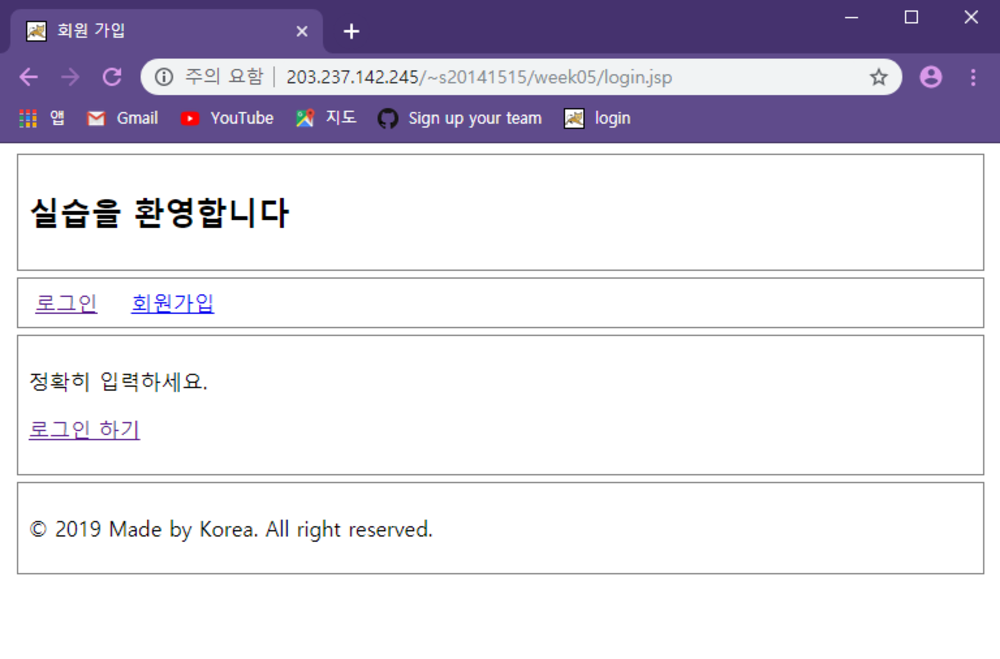 회원 가입
주의 요함 | 203.237.142.245/~s20141515/week05/login.jsp
앱 Gmail YouTube 지도 Sign up your team login
실습을 환영합니다
로그인 회원가입
정확히 입력하세요.
로그인 하기
© 2019 Made by Korea. All right reserved.